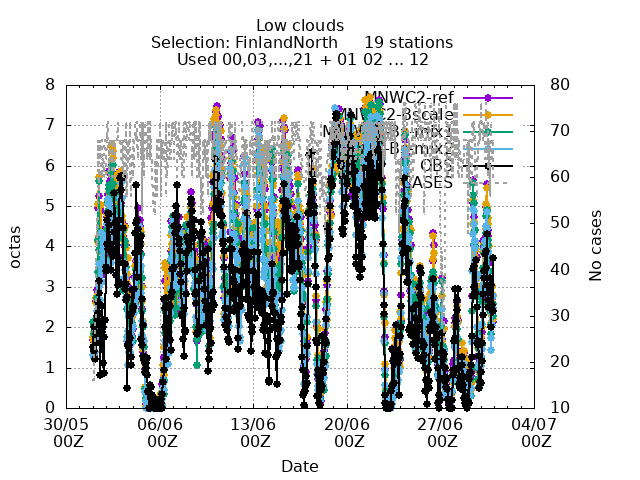 Low clouds
Selection: FinlandNorth 19 stations
Used 00,03,...,21 + 01 02 ... 12
8
7
6
5
4
3
2
1
0
octas
80
70
60
50
40
30
20
10
No cases
MNWC2-ref
MNWC2-Bscale
OBS
CASES
30/05
00Z
06/06
00Z
13/06
00Z
20/06
00Z
27/06
00Z
04/07
00Z
Date